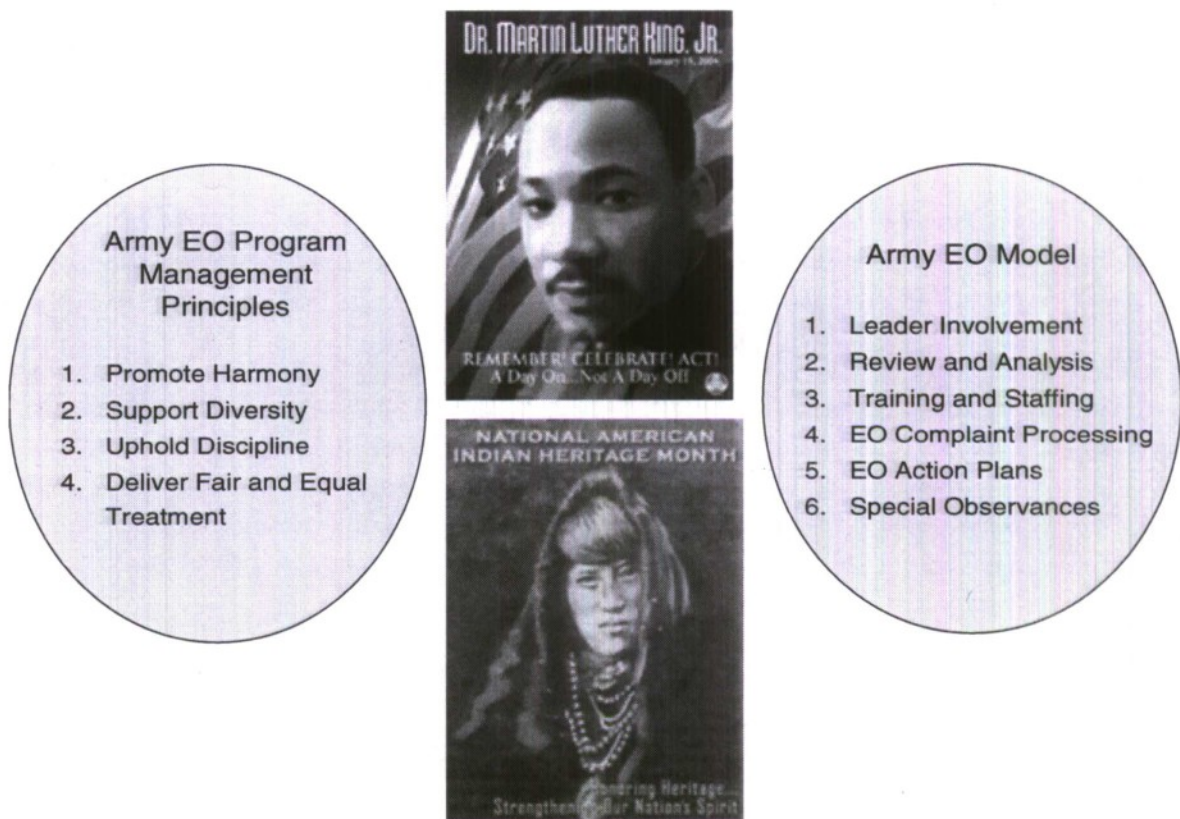 Army EO Program
Management
Principles
1. Promote Harmony
2. Support Diversity
3. Uphold Discipline
4. Deliver Fair and Equal
Treatment
DR. MARTIN LUTHER KING, JR.
REMEMBER! CELEBRATE! ACT!
A Day On...Not A Day Off
NATIONAL AMERICAN
INDIAN HERITAGE MONTH
Honoring Heritage...
Strengthening Our Nation's Spirit
Army EO Model
1. Leader Involvement
2. Review and Analysis
3. Training and Staffing
4. EO Complaint Processing
5. EO Action Plans
6. Special Observances